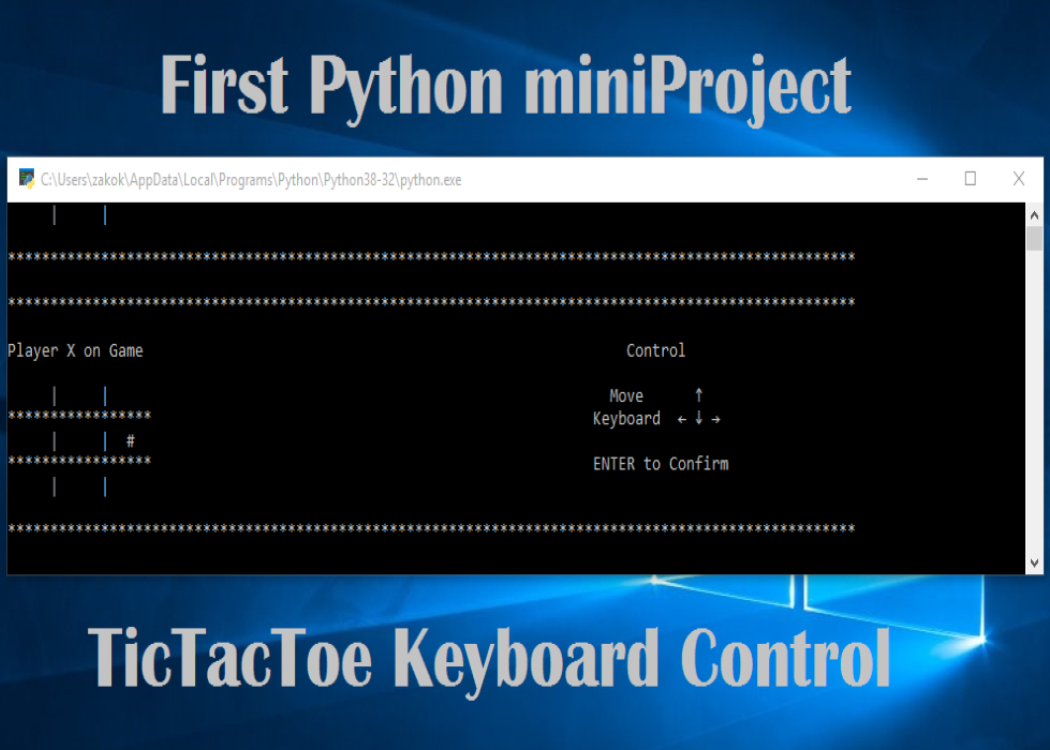 First Python miniProject
C:\Users\zakok\AppData\Local\Programs\Python\Python38-32\python.exe
| |
*****************************************************************************************************
*****************************************************************************************************
Player X on Game Control
| | Move ↑
*****************
Keyboard ← ↓ →
| | #
*****************
ENTER to Confirm
| |
*****************************************************************************************************
TicTacToe Keyboard Control